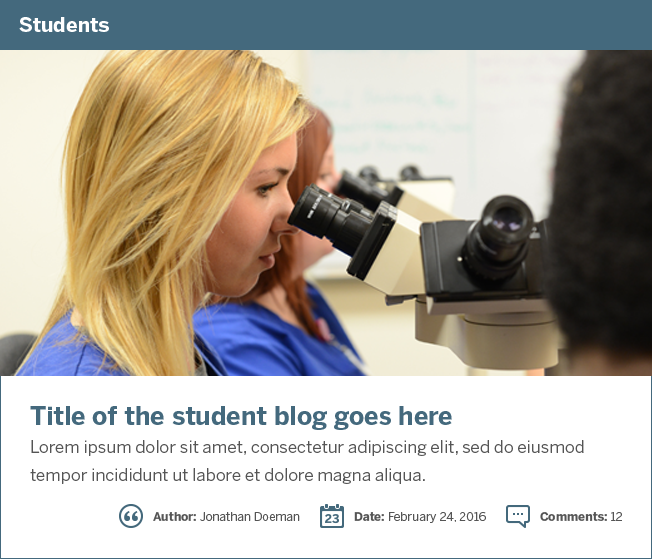 Students
Title of the student blog goes here
Lorem ipsum dolor sit amet, consectetur adipiscing elit, sed do eiusmod
tempor incididunt ut labore et dolore magna aliqua.
Author: Jonathan Doeman 23 Date: February 24, 2016 Comments: 12